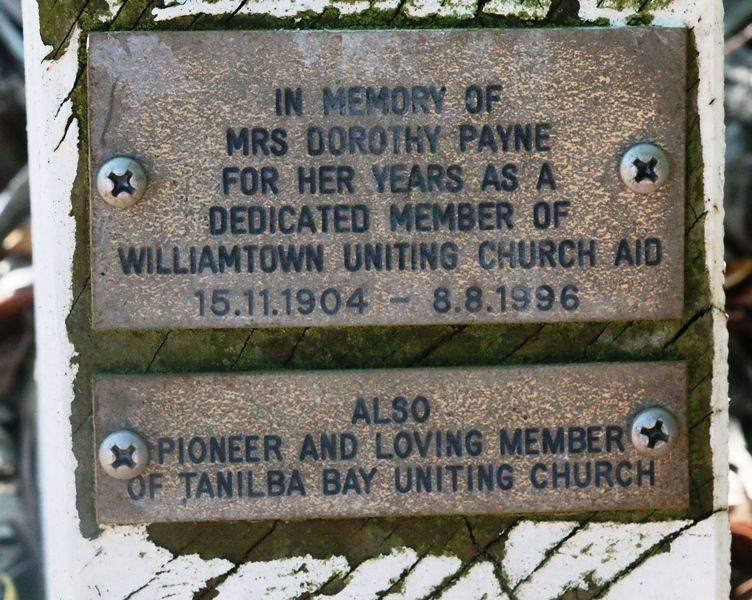 IN MEMORY OF
MRS DOROTHY PAYNE
FOR HER YEARS AS A
DEDICATED MEMBER OF
WILLIAMTOWN UNITING CHURCH AID
15.11.1904 - 8.8.1996
ALSO
PIONEER AND LOVING MEMBER
OF TANILBA BAY UNITING CHURCH